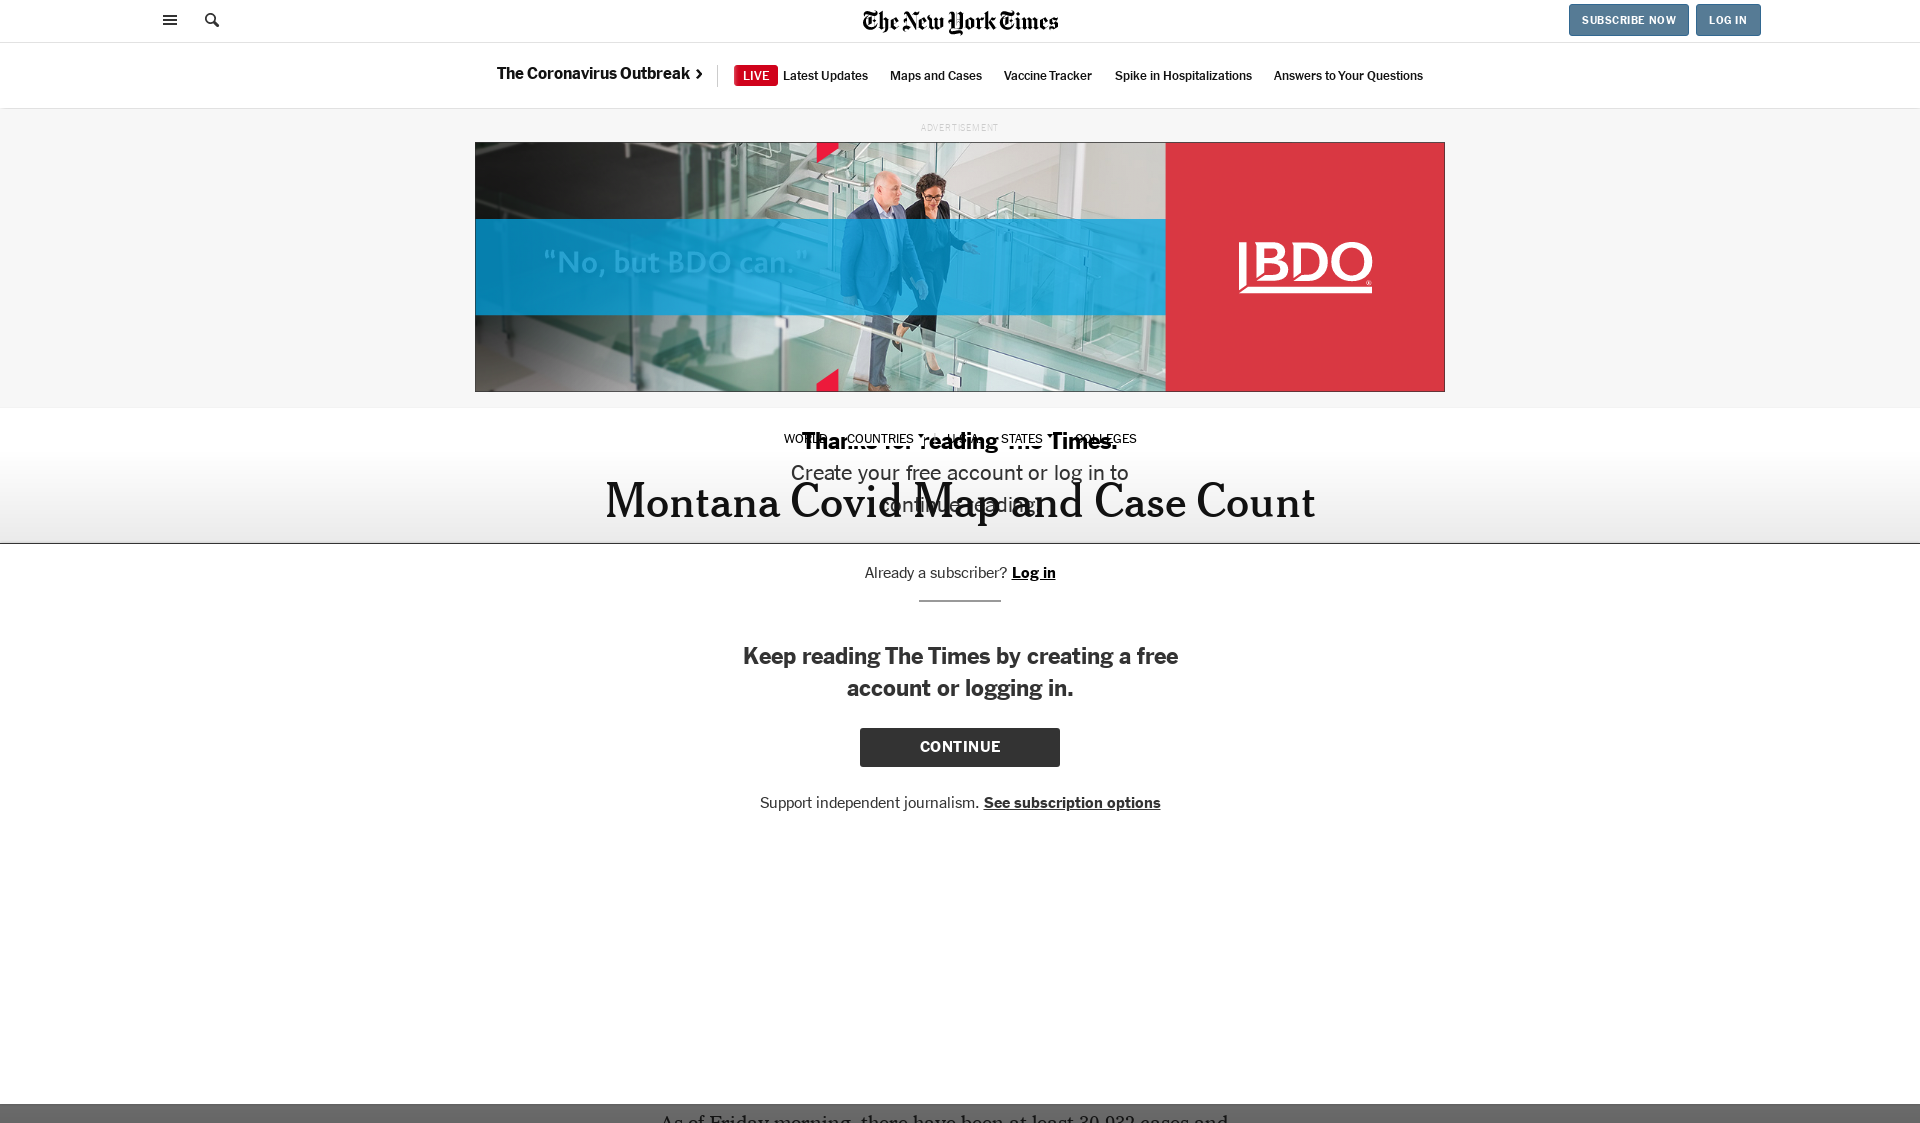 The New York Times
SUBSCRIBE NOW
LOG IN
The Coronavirus Outbreak
LIVE Latest Updates
Maps and Cases
Vaccine Tracker
Spike in Hospitalizations
Answers to Your Questions
ADVERTISEMENT
“No, but BDO can.”
BDO®
WORLD COUNTRIES U.S.A. STATES COLLEGES
Thanks for reading The Times.
Create your free account or log in to
continue reading.
Montana Covid Map and Case Count
Already a subscriber? Log in
Keep reading The Times by creating a free
account or logging in.
CONTINUE
Support independent journalism. See subscription options
As of Friday morning, there have been at least 30,932 cases and